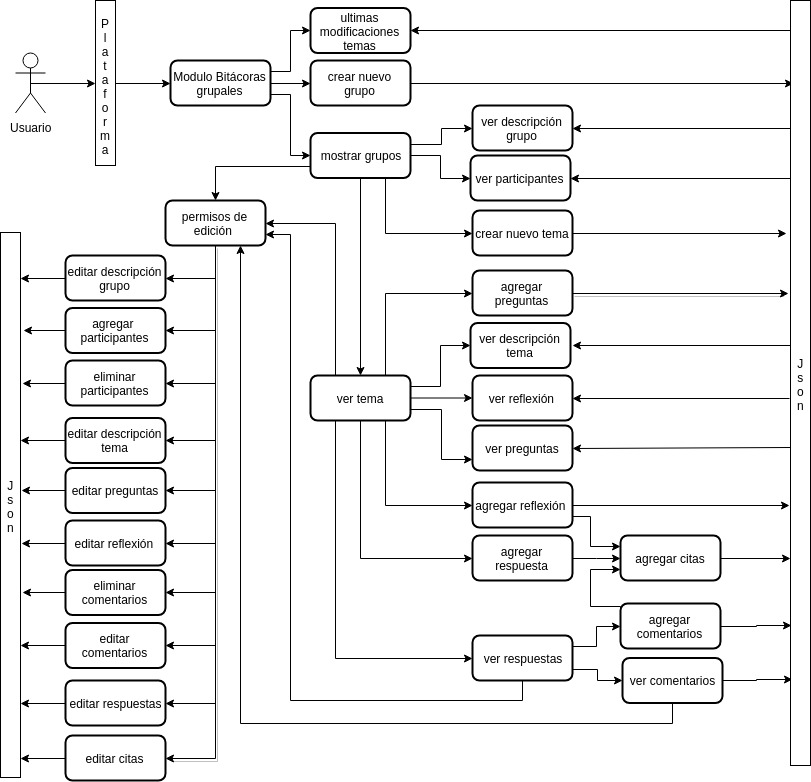 Usuario
Plataforma
Modulo Bitácoras
grupales
ultimas
modificaciones
temas
crear nuevo
grupo
mostrar grupos
ver descripción
grupo
ver participantes
crear nuevo tema
permisos de
edición
editar descripción
grupo
agregar
participantes
eliminar
participantes
editar descripción
tema
editar preguntas
editar reflexión
eliminar
comentarios
editar
comentarios
editar respuestas
editar citas
Json
ver tema
agregar
preguntas
ver descripción
tema
ver reflexión
ver preguntas
agregar reflexión
agregar
respuesta
agregar citas
agregar
comentarios
ver respuestas
ver comentarios
Json